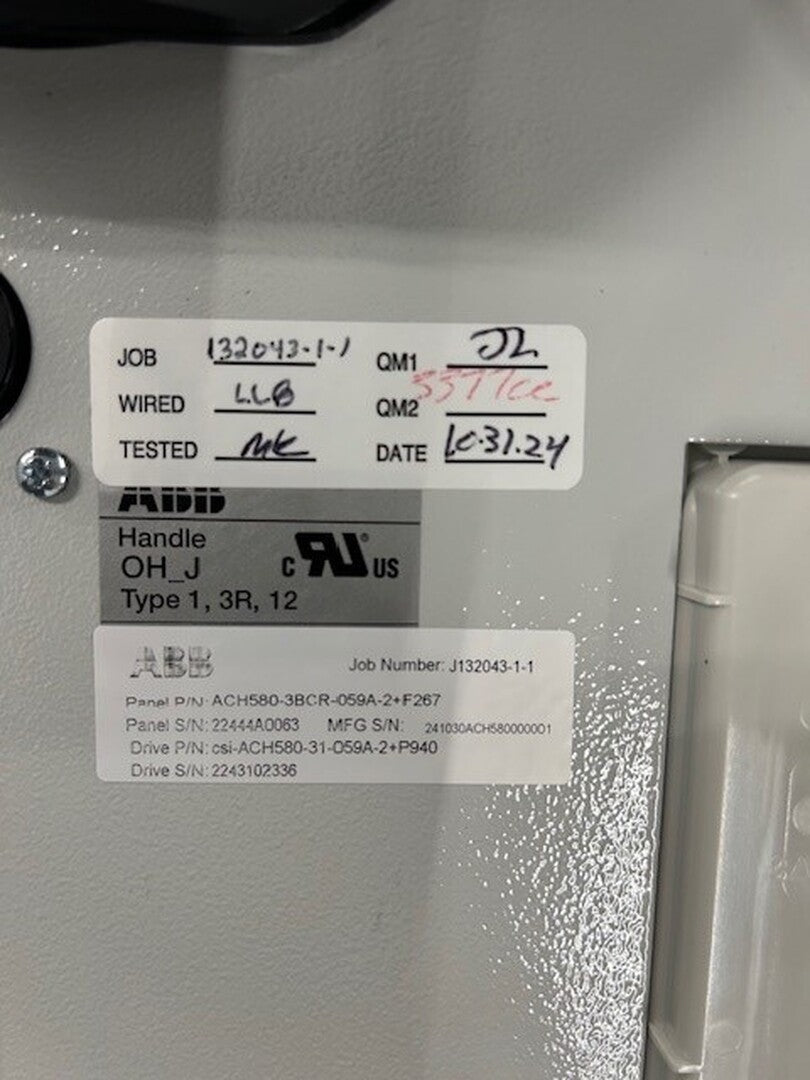 JOB 132043-1-1 QM1 JL
WIRED LLB QM2
TESTED MK DATE 10-31-24
ABB
Handle
OH_J
Type 1, 3R, 12
C RU® US
ABB Job Number: J132043-1-1
Panel P/N: ACH580-3BCR-059A-2+F267
Panel S/N: 22444A0063 MFG S/N: 241030ACH580000001
Drive P/N: csi-ACH580-31-059A-2+P940
Drive S/N: 2243102336